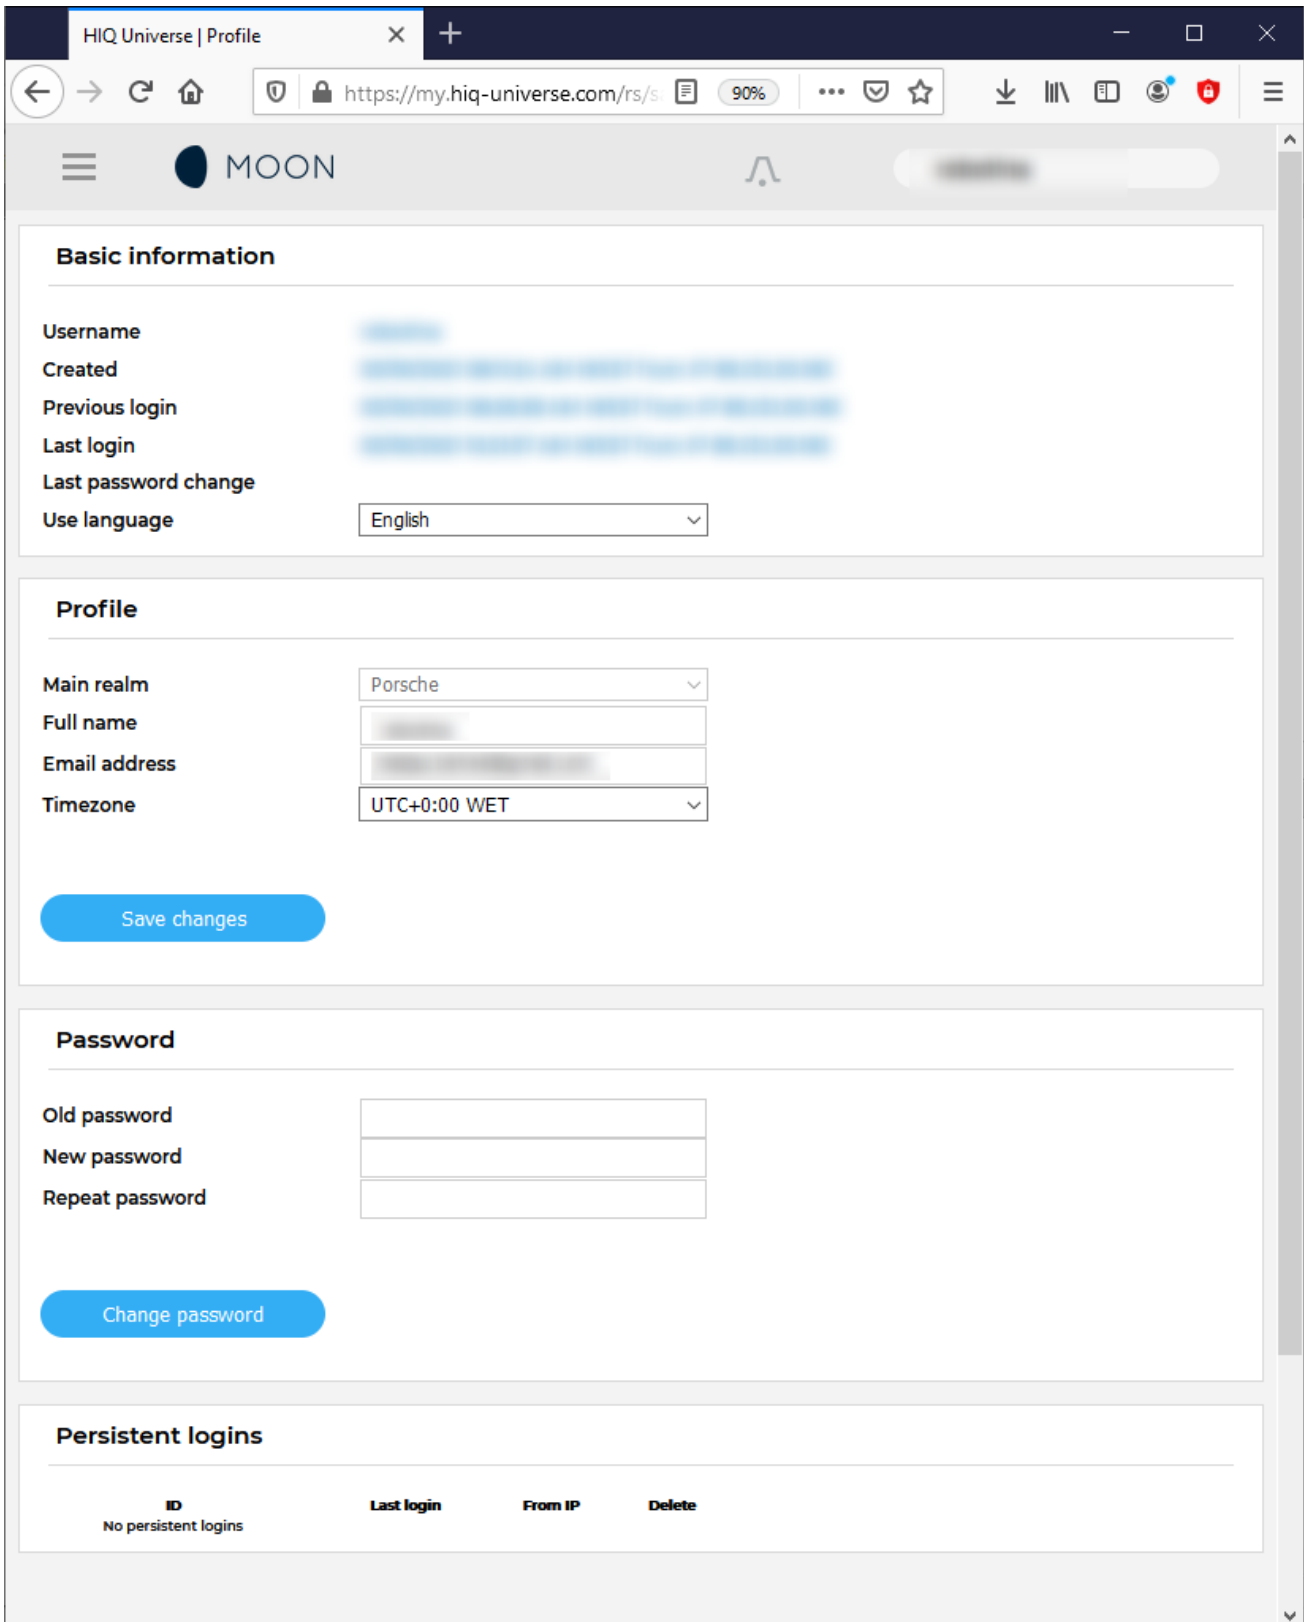 HIQ Universe | Profile
https://my.hiq-universe.com/rs/s
90%
MOON
Basic information
Username
Created
Previous login
Last login
Last password change
Use language English
Profile
Main realm Porsche
Full name
Email address
Timezone UTC+0:00 WET
Save changes
Password
Old password
New password
Repeat password
Change password
Persistent logins
ID Last login From IP Delete
No persistent logins